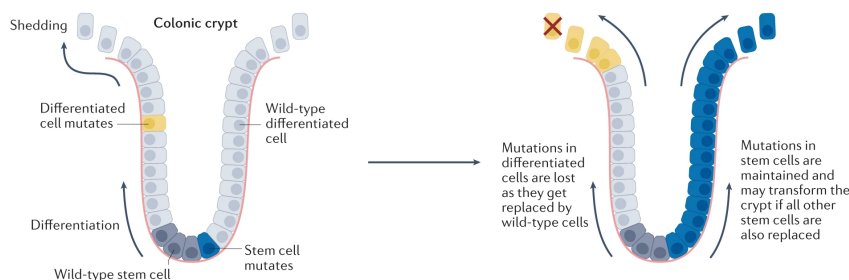 Shedding
Colonic crypt
Differentiated
cell mutates
Wild-type
differentiated
cell
Differentiation
Wild-type stem cell
Stem cell
mutates
Mutations in
differentiated
cells are lost
as they get
replaced by
wild-type cells
Mutations in
stem cells are
maintained and
may transform the
crypt if all other
stem cells are
also replaced